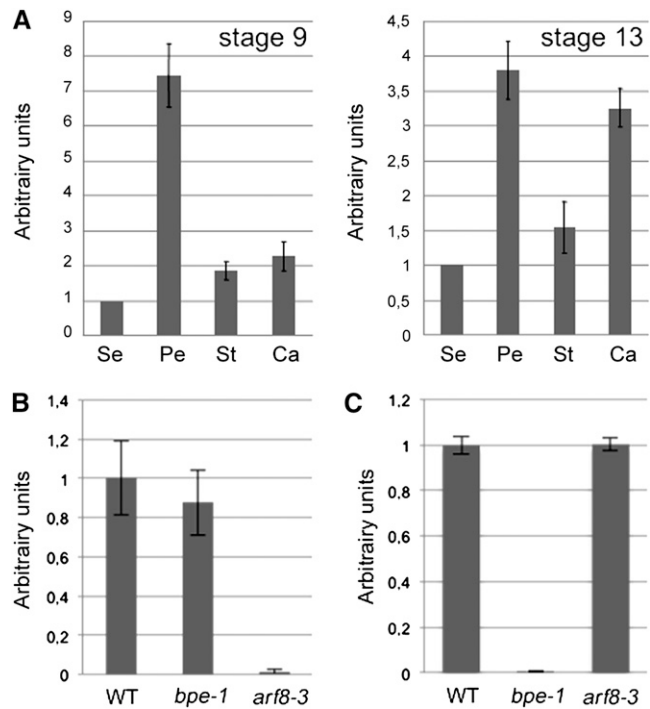 A
stage 9
9
8
7
6
5
4
3
2
1
0
Arbitrairy units
Se Pe St Ca
stage 13
4,5
4
3,5
3
2,5
2
1,5
1
0,5
0
Arbitrairy units
Se Pe St Ca
B
1,4
1,2
1
0,8
0,6
0,4
0,2
0
Arbitrairy units
WT bpe-1 arf8-3
C
1,2
1
0,8
0,6
0,4
0,2
0
Arbitrairy units
WT bpe-1 arf8-3